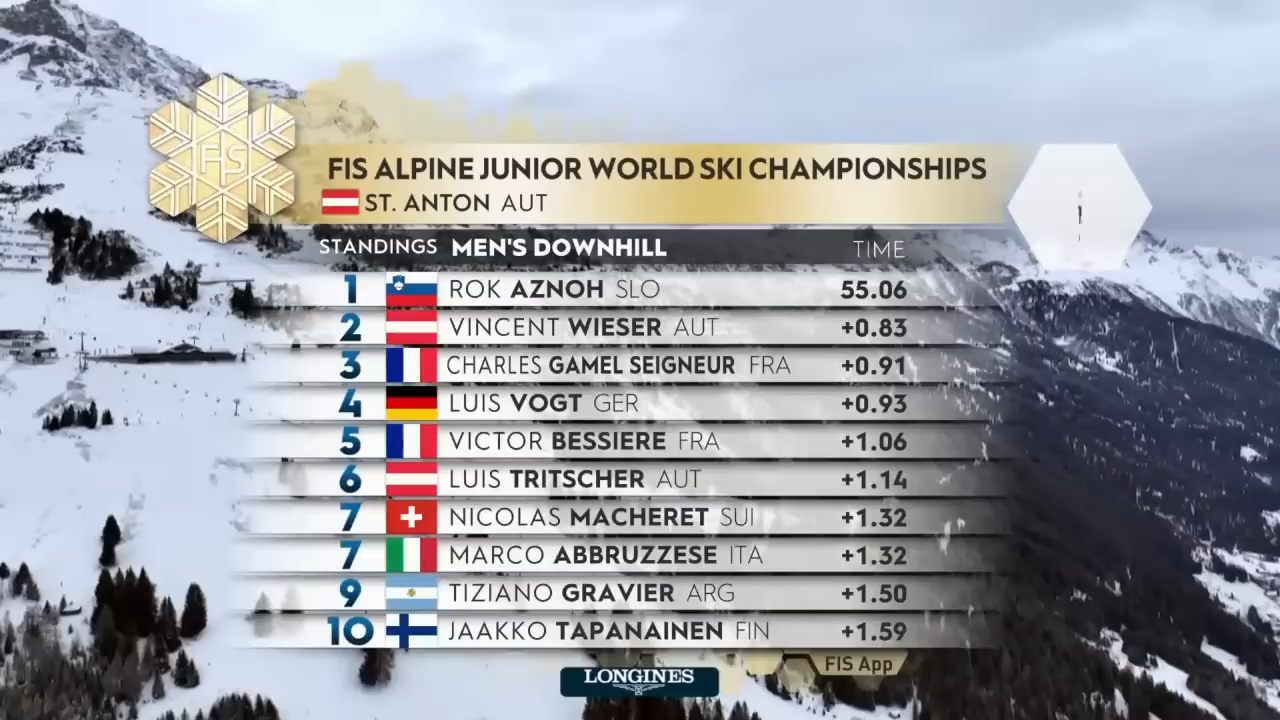 FIS
FIS ALPINE JUNIOR WORLD SKI CHAMPIONSHIPS
ST. ANTON AUT
STANDINGS MEN'S DOWNHILL TIME
1 ROK AZNOH SLO 55.06
2 VINCENT WIESER AUT +0.83
3 CHARLES GAMEL SEIGNEUR FRA +0.91
4 LUIS VOGT GER +0.93
5 VICTOR BESSIERE FRA +1.06
6 LUIS TRITSCHER AUT +1.14
7 NICOLAS MACHERET SUI +1.32
7 MARCO ABBRUZZESE ITA +1.32
9 TIZIANO GRAVIER ARG +1.50
10 JAAKKO TAPANAINEN FIN +1.59
FIS App
LONGINES